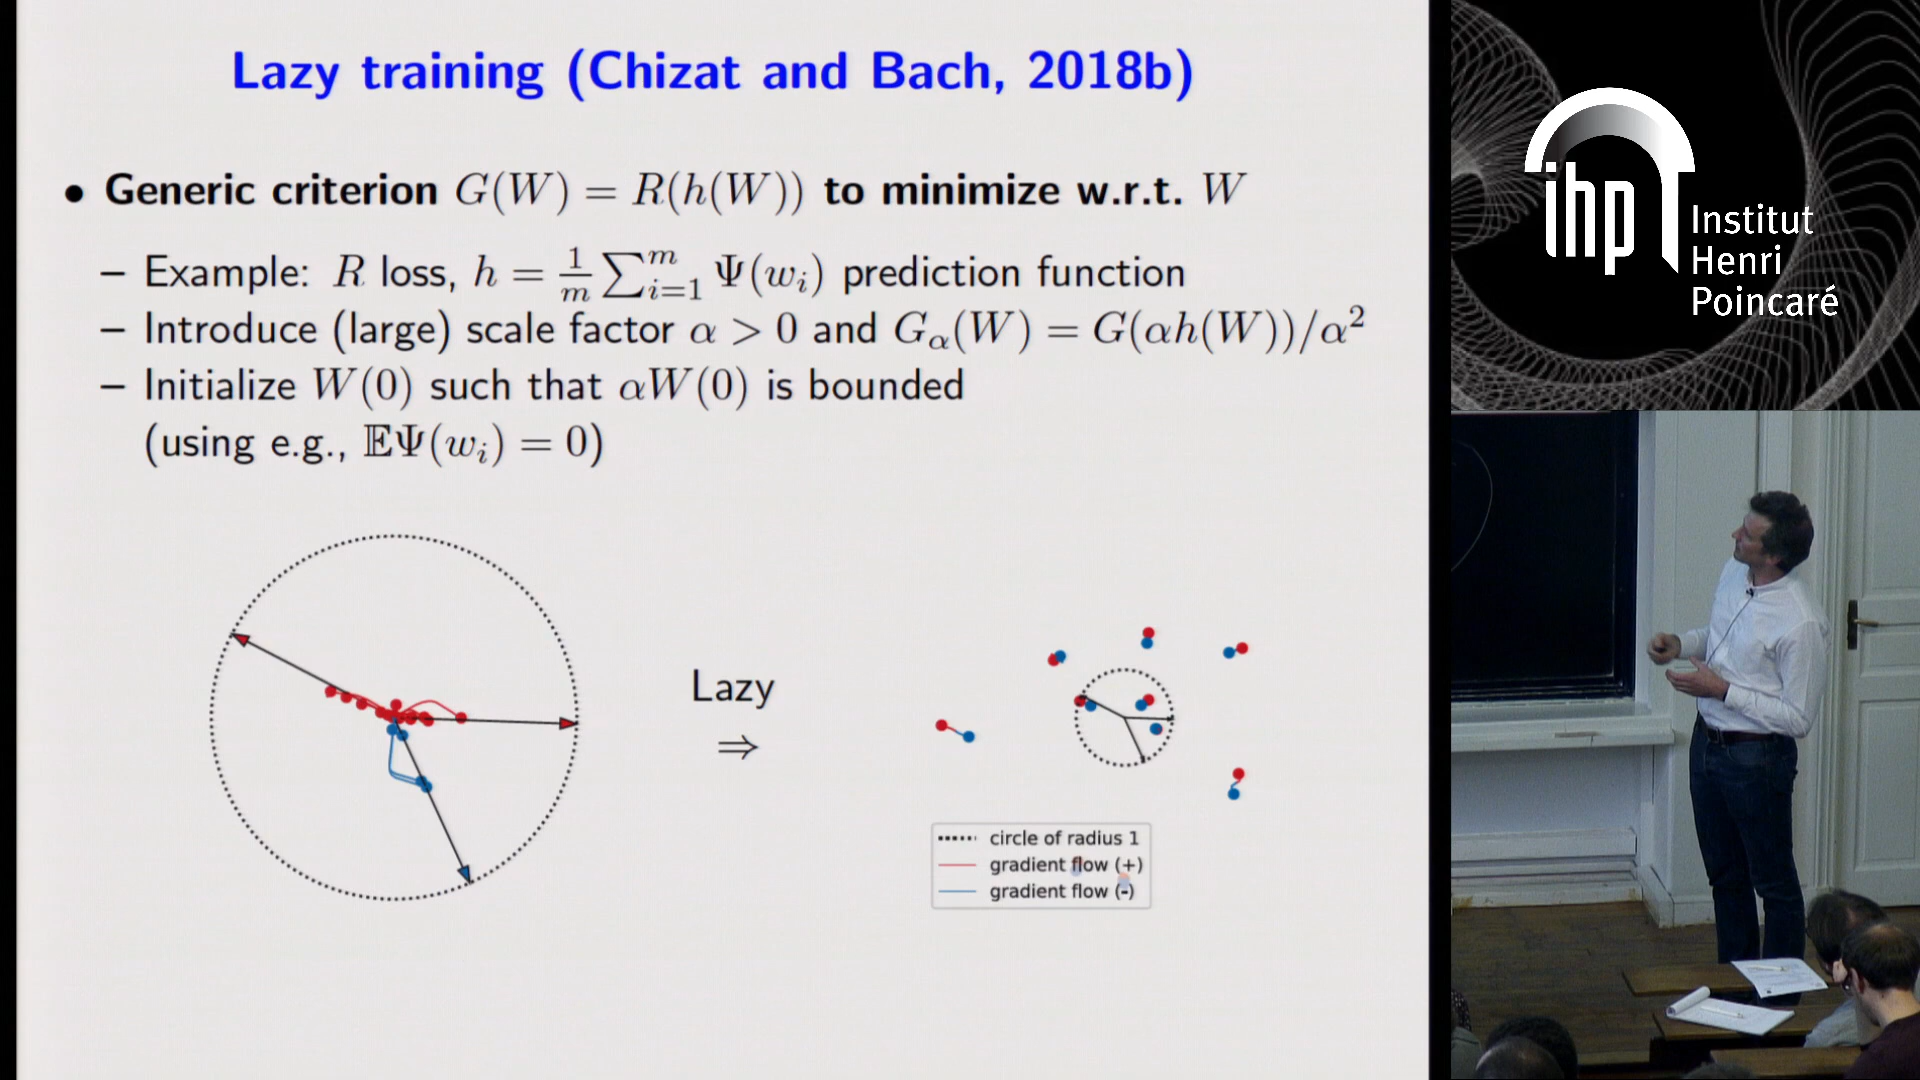 Lazy training (Chizat and Bach, 2018b)
• Generic criterion G(W) = R(h(W)) to minimize w.r.t. W
– Example: R loss, h = \frac{1}{m} \sum_{i=1}^{m} Ψ(w_i) prediction function
– Introduce (large) scale factor α > 0 and G_α(W) = G(αh(W))/α²
– Initialize W(0) such that αW(0) is bounded
(using e.g., 𝔼Ψ(w_i) = 0)
Lazy
⇒
circle of radius 1
gradient flow (+)
gradient flow (-)
ihp
Institut
Henri
Poincaré